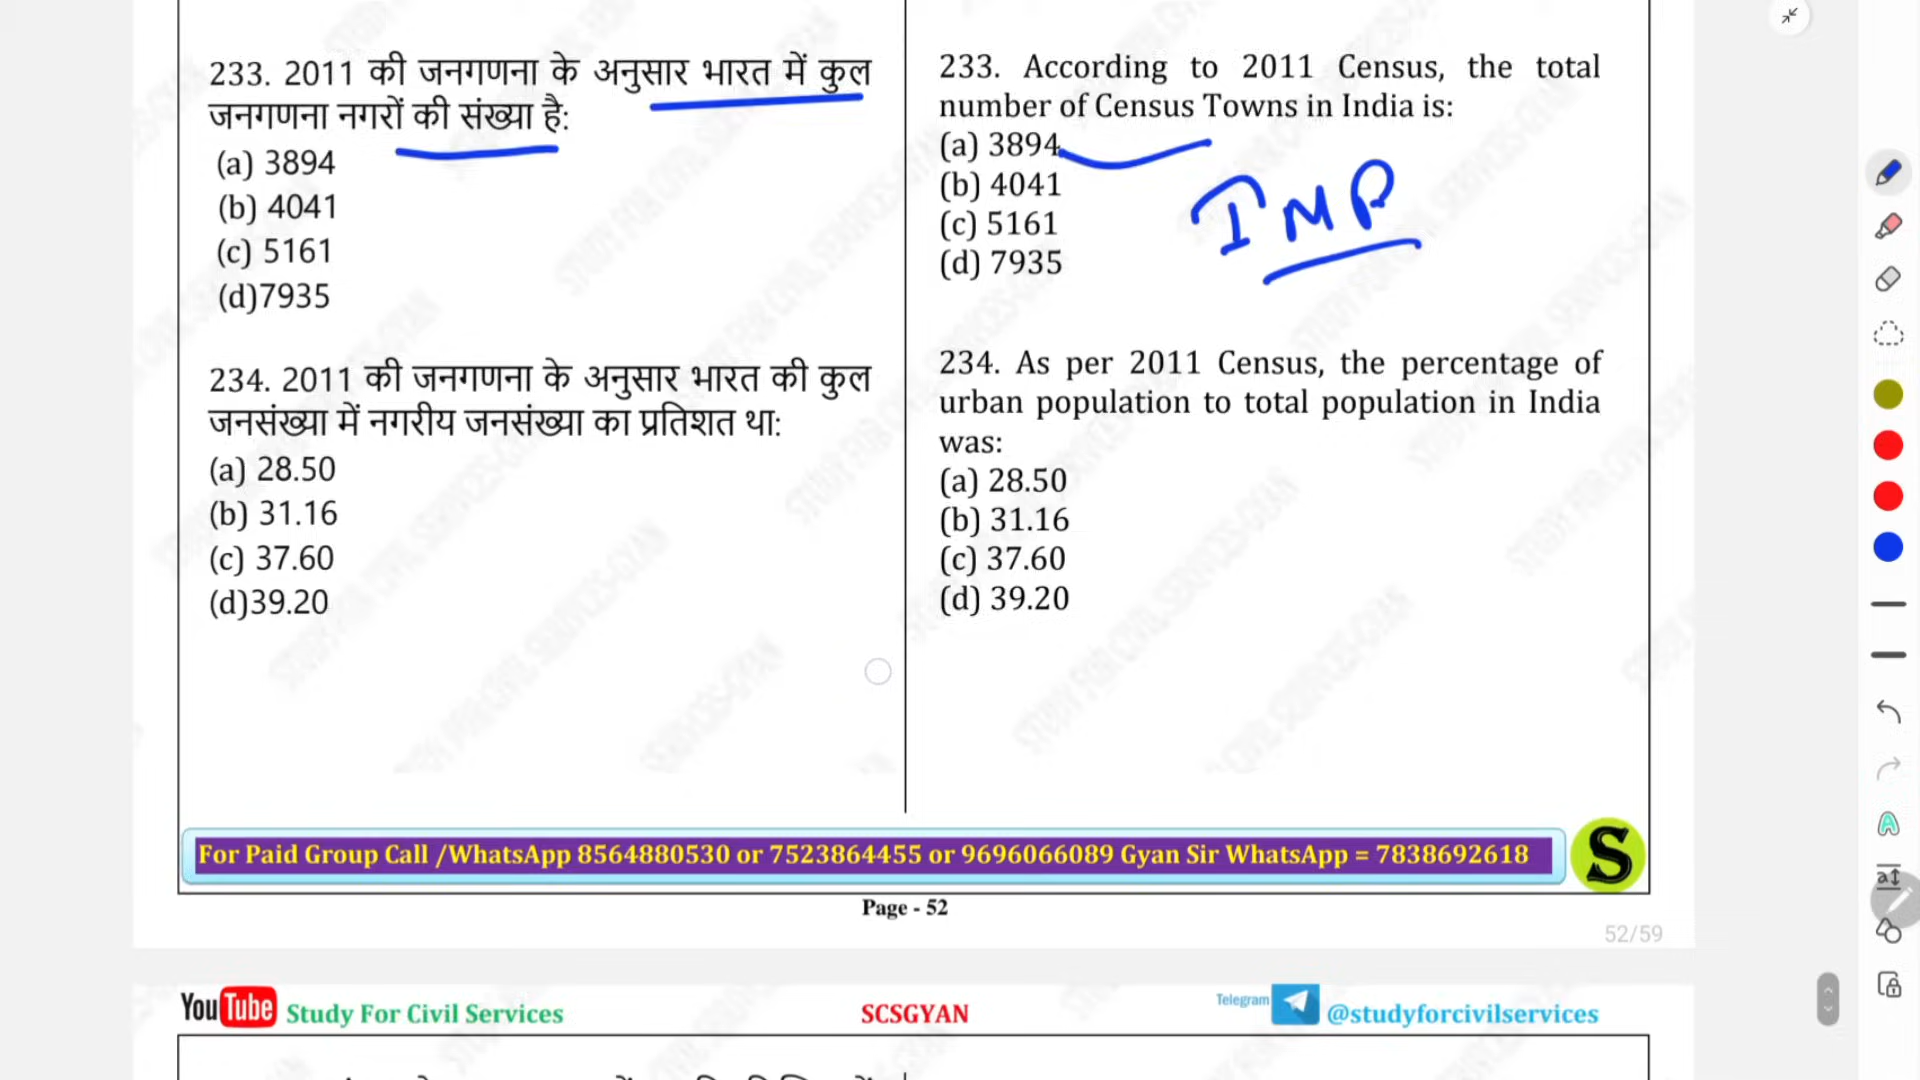 233. 2011 की जनगणना के अनुसार भारत में कुल
जनगणना नगरों की संख्या है:
(a) 3894
(b) 4041
(c) 5161
(d)7935
234. 2011 की जनगणना के अनुसार भारत की कुल
जनसंख्या में नगरीय जनसंख्या का प्रतिशत था:
(a) 28.50
(b) 31.16
(c) 37.60
(d)39.20
233. According to 2011 Census, the total
number of Census Towns in India is:
(a) 3894
(b) 4041
(c) 5161
(d) 7935
IMP
234. As per 2011 Census, the percentage of
urban population to total population in India
was:
(a) 28.50
(b) 31.16
(c) 37.60
(d) 39.20
For Paid Group Call /WhatsApp 8564880530 or 7523864455 or 9696066089 Gyan Sir WhatsApp = 7838692618
S
Page - 52
52/59
YouTube Study For Civil Services
SCSGYAN
Telegram @studyforcivilservices